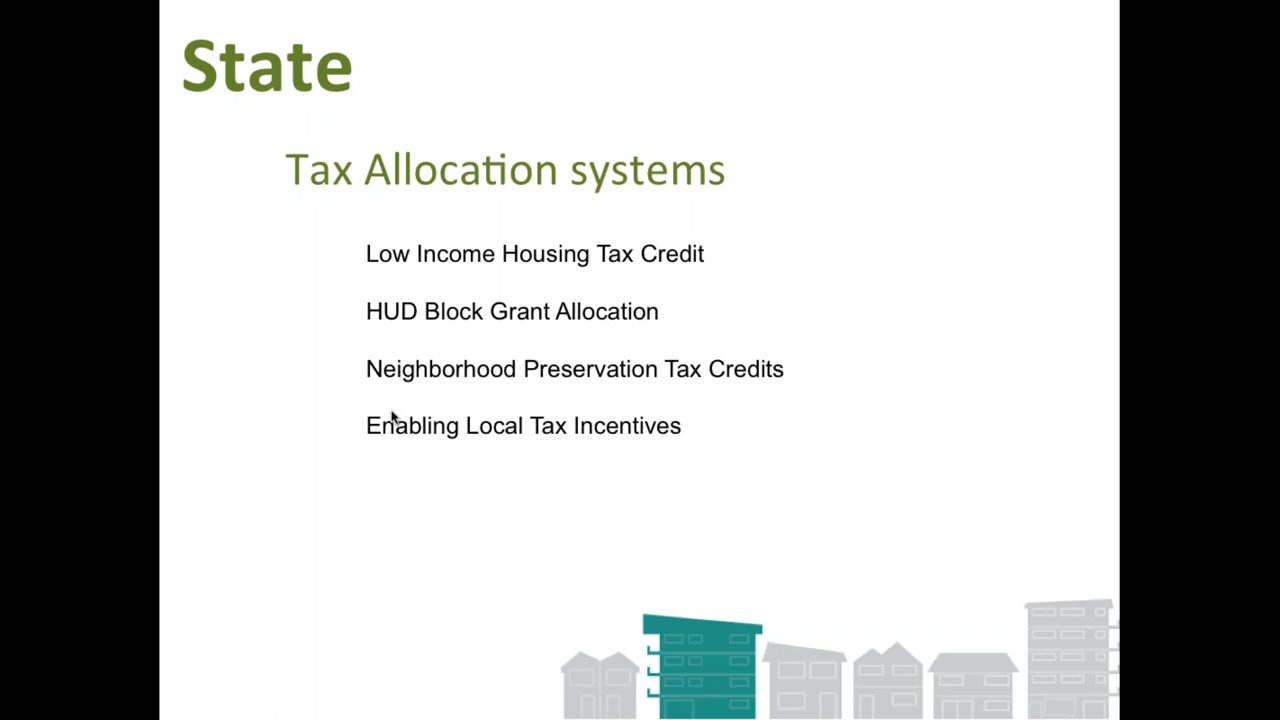 State
Tax Allocation systems
Low Income Housing Tax Credit
HUD Block Grant Allocation
Neighborhood Preservation Tax Credits
Enabling Local Tax Incentives